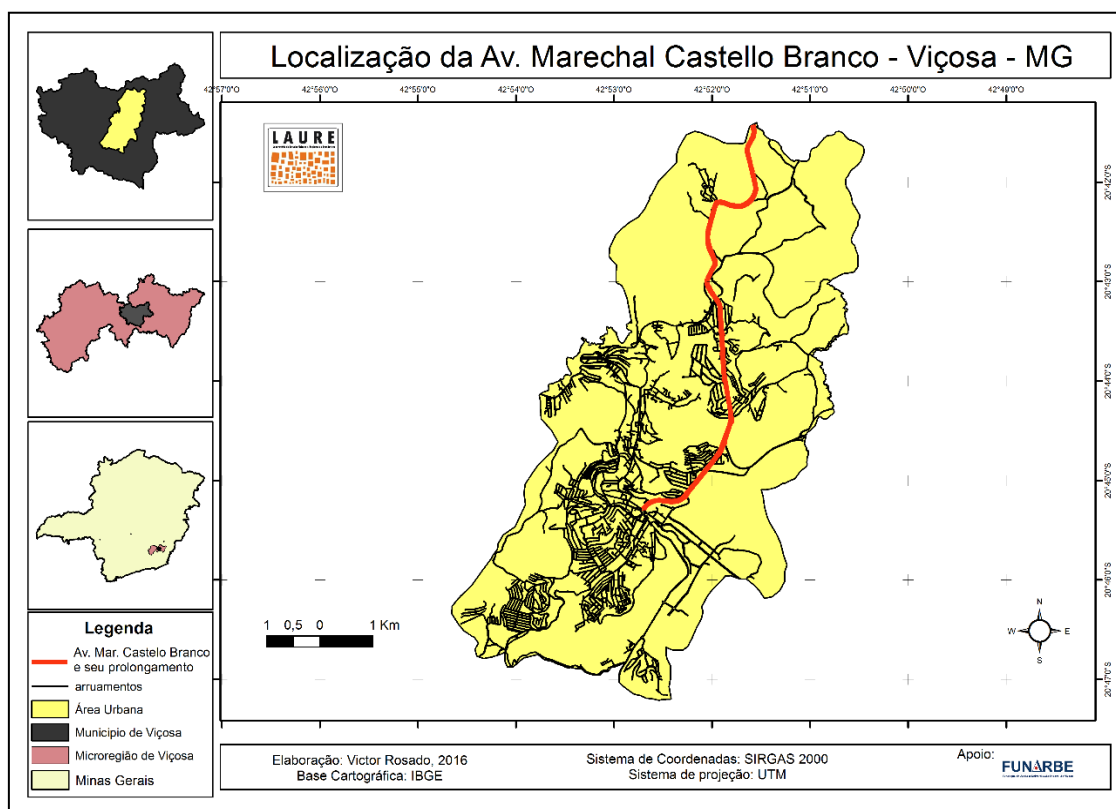 Localização da Av. Marechal Castello Branco - Viçosa - MG
42°57'0"W 42°56'0"W 42°55'0"W 42°54'0"W 42°53'0"W 42°52'0"W 42°51'0"W 42°50'0"W 42°49'0"W
LAURE
20°42'0"S
20°43'0"S
20°44'0"S
20°45'0"S
20°46'0"S
20°47'0"S
1 0,5 0 1 Km
N
W E
S
Legenda
Av. Mar. Castelo Branco
e seu prolongamento
arruamentos
Área Urbana
Municipio de Viçosa
Microregião de Viçosa
Minas Gerais
Elaboração: Victor Rosado, 2016
Base Cartográfica: IBGE
Sistema de Coordenadas: SIRGAS 2000
Sistema de projeção: UTM
Apoio:
FUNARBE